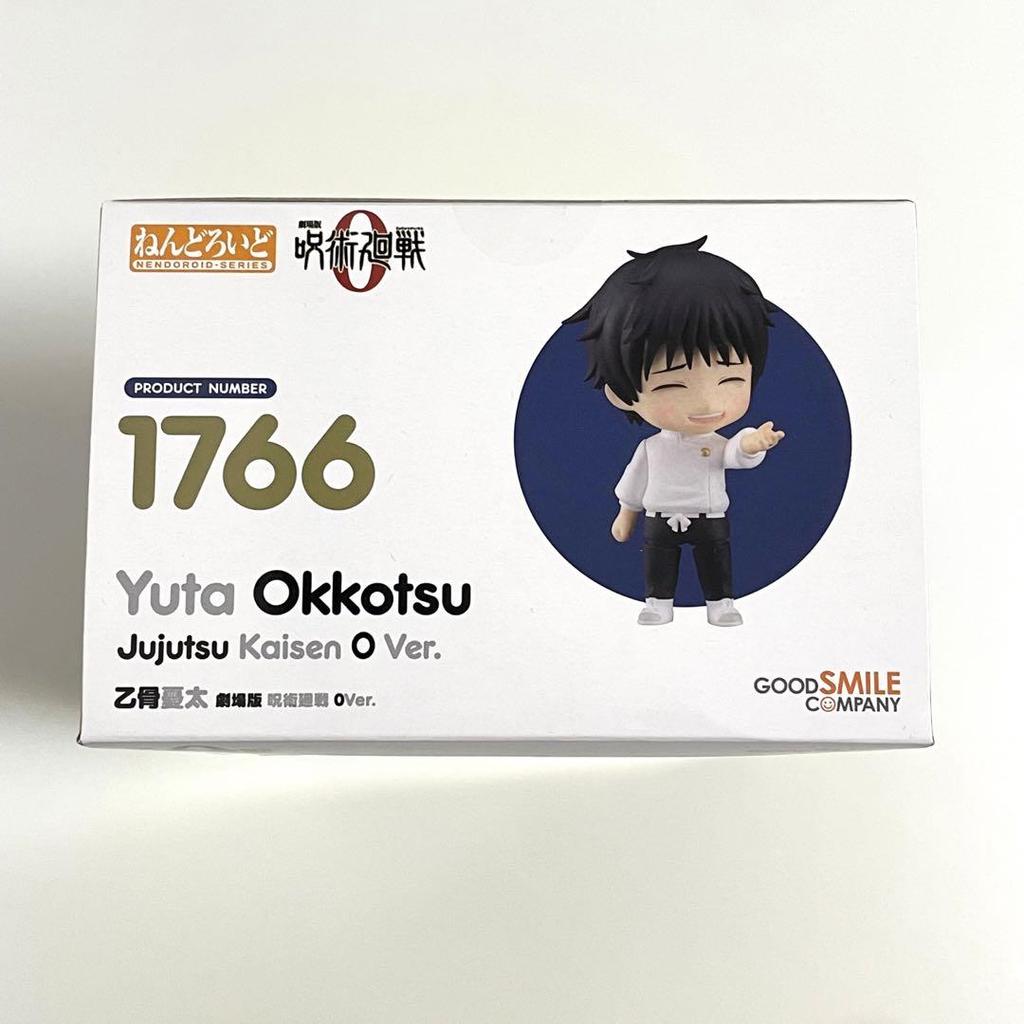 ねんどろいど
NENDOROID-SERIES
劇場版
呪術廻戦
0
PRODUCT NUMBER
1766
Yuta Okkotsu
Jujutsu Kaisen 0 Ver.
乙骨憂太 劇場版 呪術廻戦 0Ver.
GOODSMILE
COMPANY